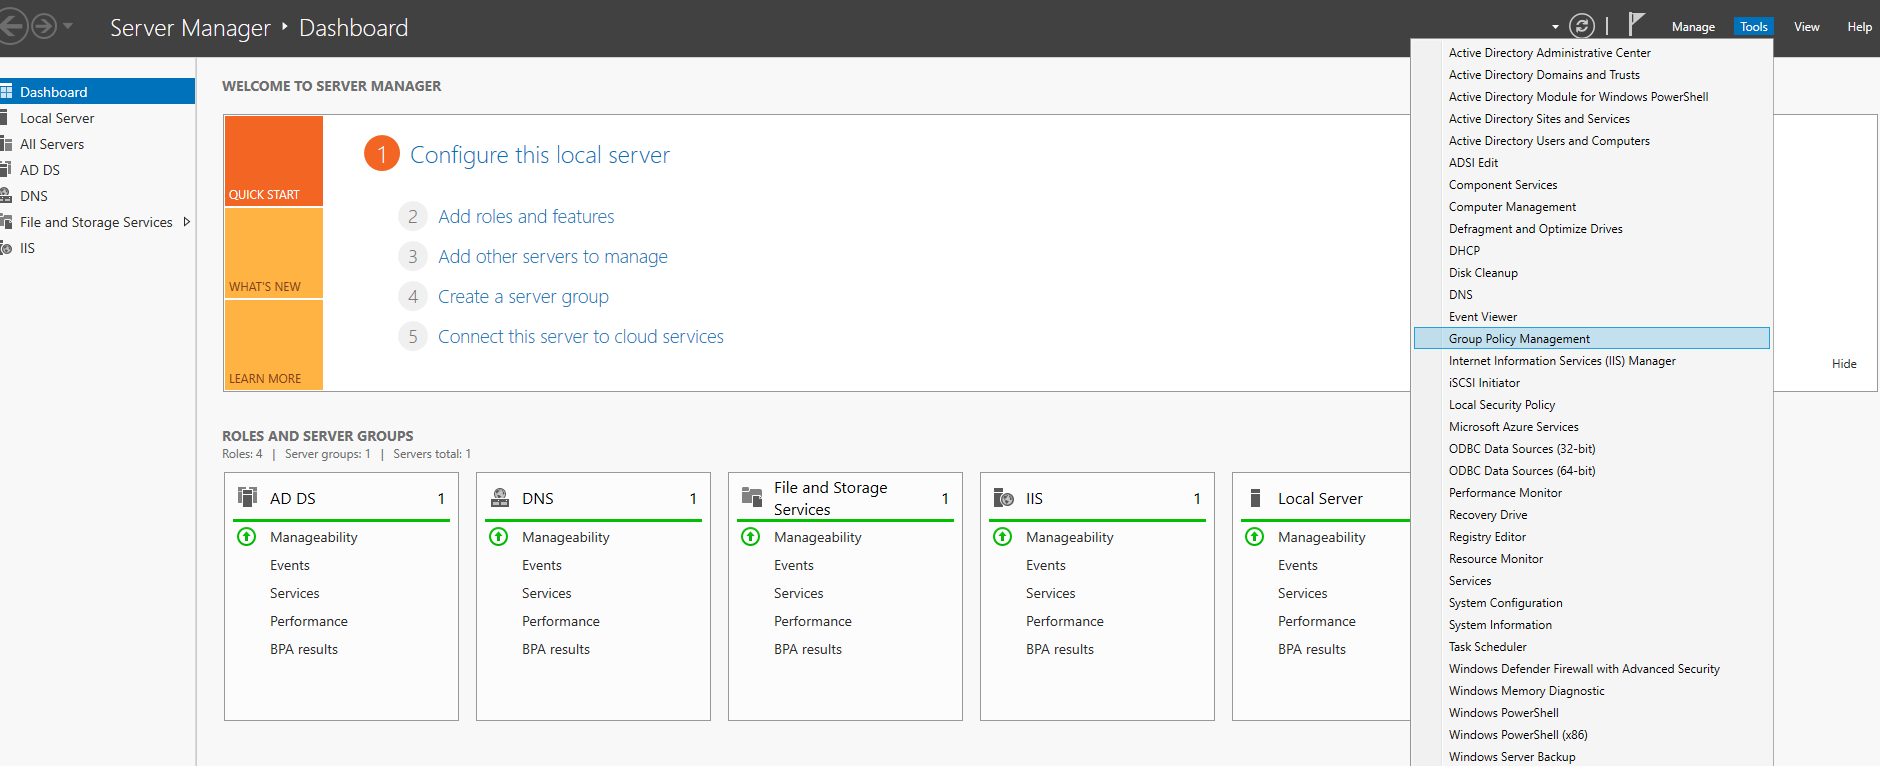 Server Manager ‣ Dashboard
Manage Tools View Help
Dashboard
Local Server
All Servers
AD DS
DNS
File and Storage Services
IIS
WELCOME TO SERVER MANAGER
QUICK START
WHAT'S NEW
LEARN MORE
1 Configure this local server
2 Add roles and features
3 Add other servers to manage
4 Create a server group
5 Connect this server to cloud services
Hide
ROLES AND SERVER GROUPS
Roles: 4 | Server groups: 1 | Servers total: 1
AD DS 1
Manageability
Events
Services
Performance
BPA results
DNS 1
Manageability
Events
Services
Performance
BPA results
File and Storage
Services 1
Manageability
Events
Services
Performance
BPA results
IIS 1
Manageability
Events
Services
Performance
BPA results
Local Server
Manageability
Events
Services
Performance
BPA results
Active Directory Administrative Center
Active Directory Domains and Trusts
Active Directory Module for Windows PowerShell
Active Directory Sites and Services
Active Directory Users and Computers
ADSI Edit
Component Services
Computer Management
Defragment and Optimize Drives
DHCP
Disk Cleanup
DNS
Event Viewer
Group Policy Management
Internet Information Services (IIS) Manager
iSCSI Initiator
Local Security Policy
Microsoft Azure Services
ODBC Data Sources (32-bit)
ODBC Data Sources (64-bit)
Performance Monitor
Recovery Drive
Registry Editor
Resource Monitor
Services
System Configuration
System Information
Task Scheduler
Windows Defender Firewall with Advanced Security
Windows Memory Diagnostic
Windows PowerShell
Windows PowerShell (x86)
Windows Server Backup